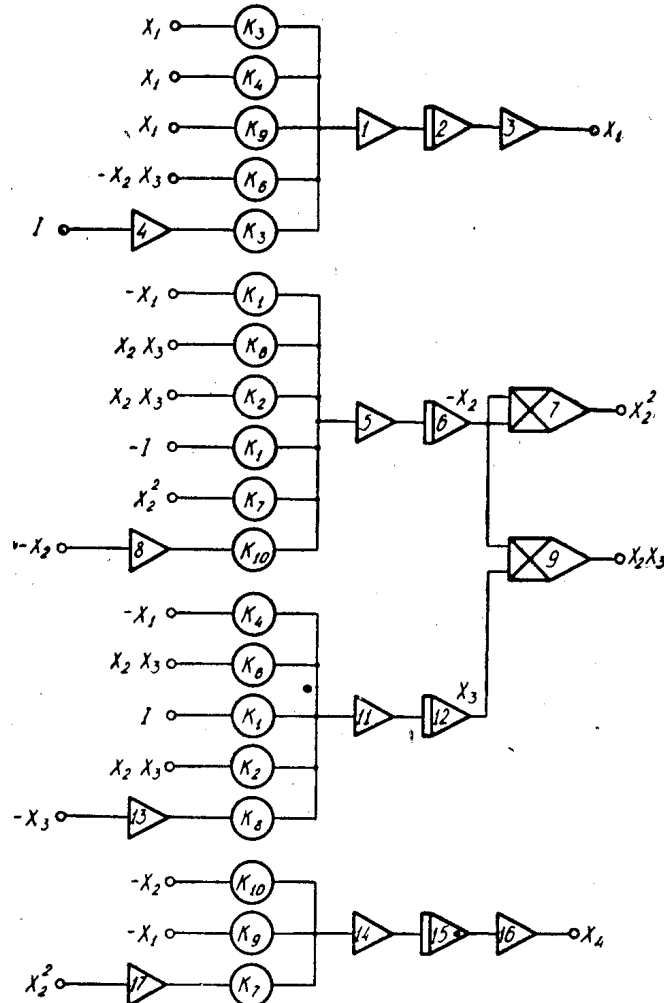 X₁ K₃
X₁ K₄
X₁ K₉ 1 2 3 X₁
-X₂ X₃ K₆
I 4 K₃
-X₁ K₁
X₂ X₃ K₈
X₂ X₃ K₂ -X₂ 7 X₂²
-I K₁ 5 6
X₂² K₇
-X₂ 8 K₁₀ 9 X₂X₃
-X₁ K₄
X₂ X₃ K₆ X₃
I K₁ 11 12
X₂ X₃ K₂
-X₃ 13 K₈
-X₂ K₁₀
-X₁ K₉ 14 15 16 X₄
X₂² 17 K₇